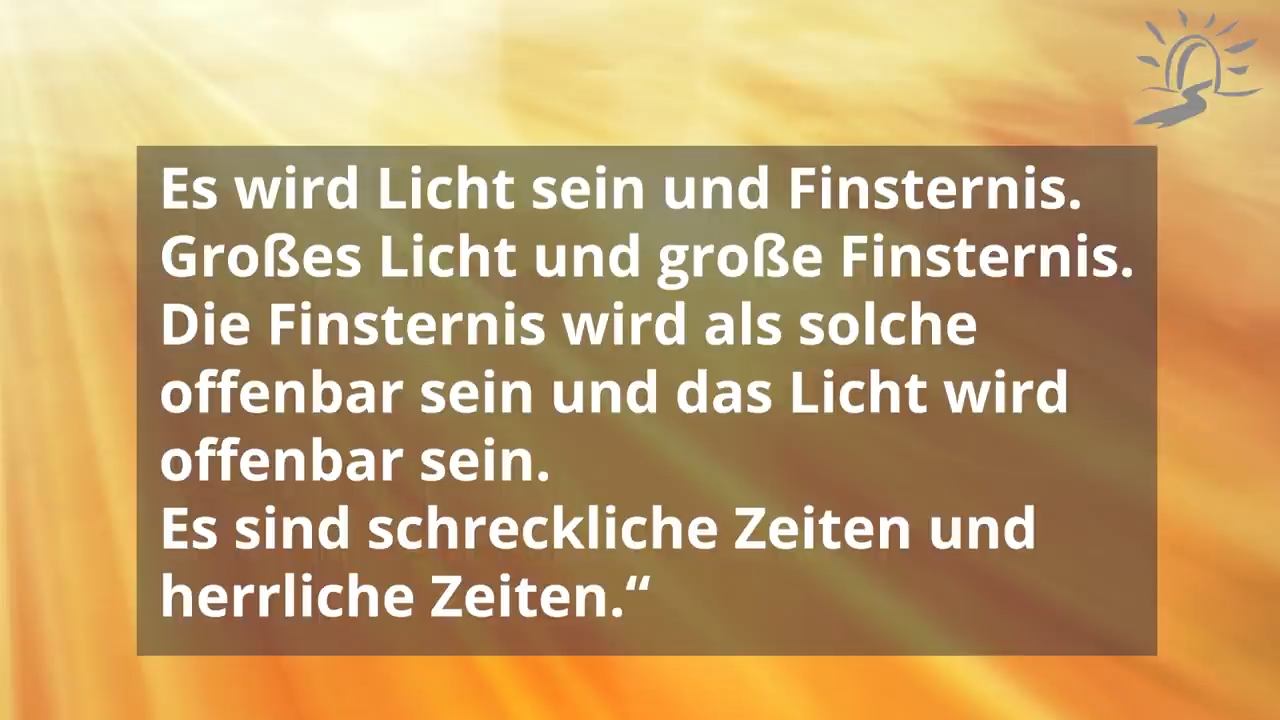 Es wird Licht sein und Finsternis.
Großes Licht und große Finsternis.
Die Finsternis wird als solche
offenbar sein und das Licht wird
offenbar sein.
Es sind schreckliche Zeiten und
herrliche Zeiten.“